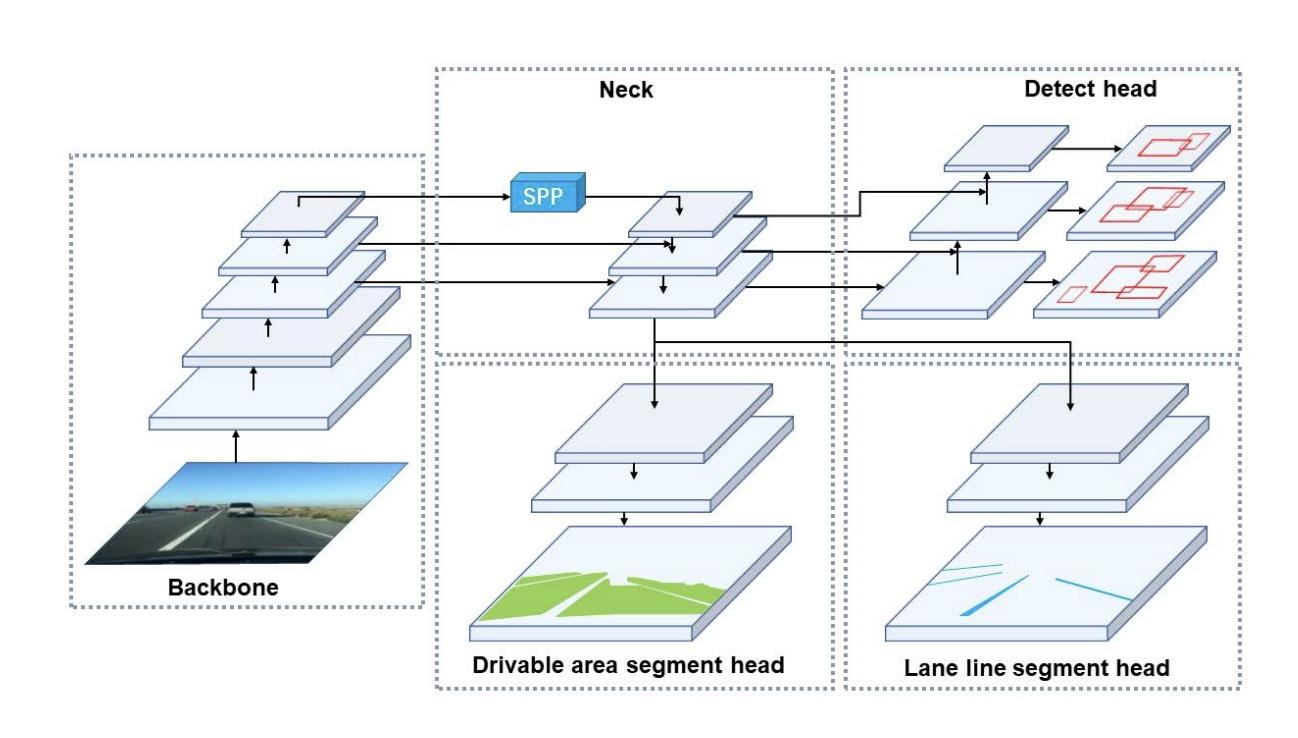 Neck
Detect head
SPP
Backbone
Drivable area segment head
Lane line segment head